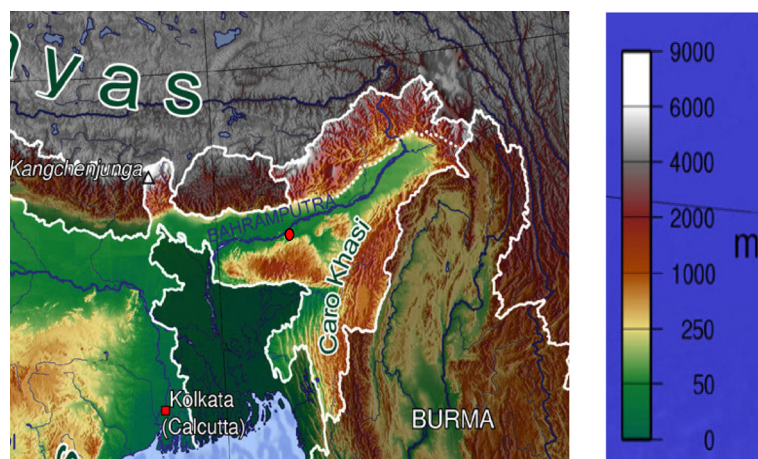 yas
Kangchenjunga
BAHRAMPUTRA
Caro Khasi
Kolkata
(Calcutta)
BURMA
9000
6000
4000
2000
1000
250
50
0
m